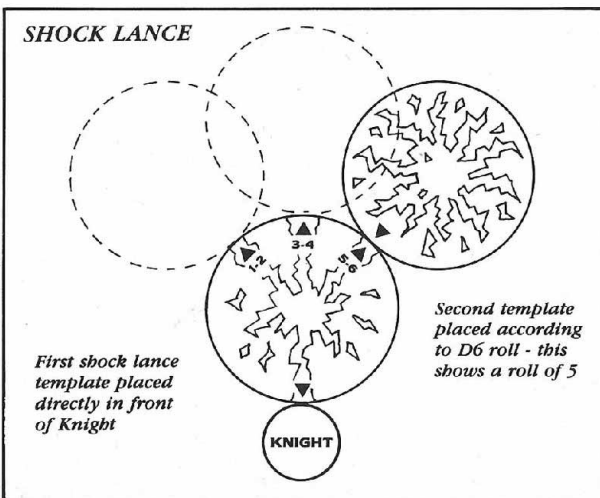 SHOCK LANCE
1-2
3-4
5-6
Second template
placed according
to D6 roll - this
shows a roll of 5
First shock lance
template placed
directly in front
of Knight
KNIGHT